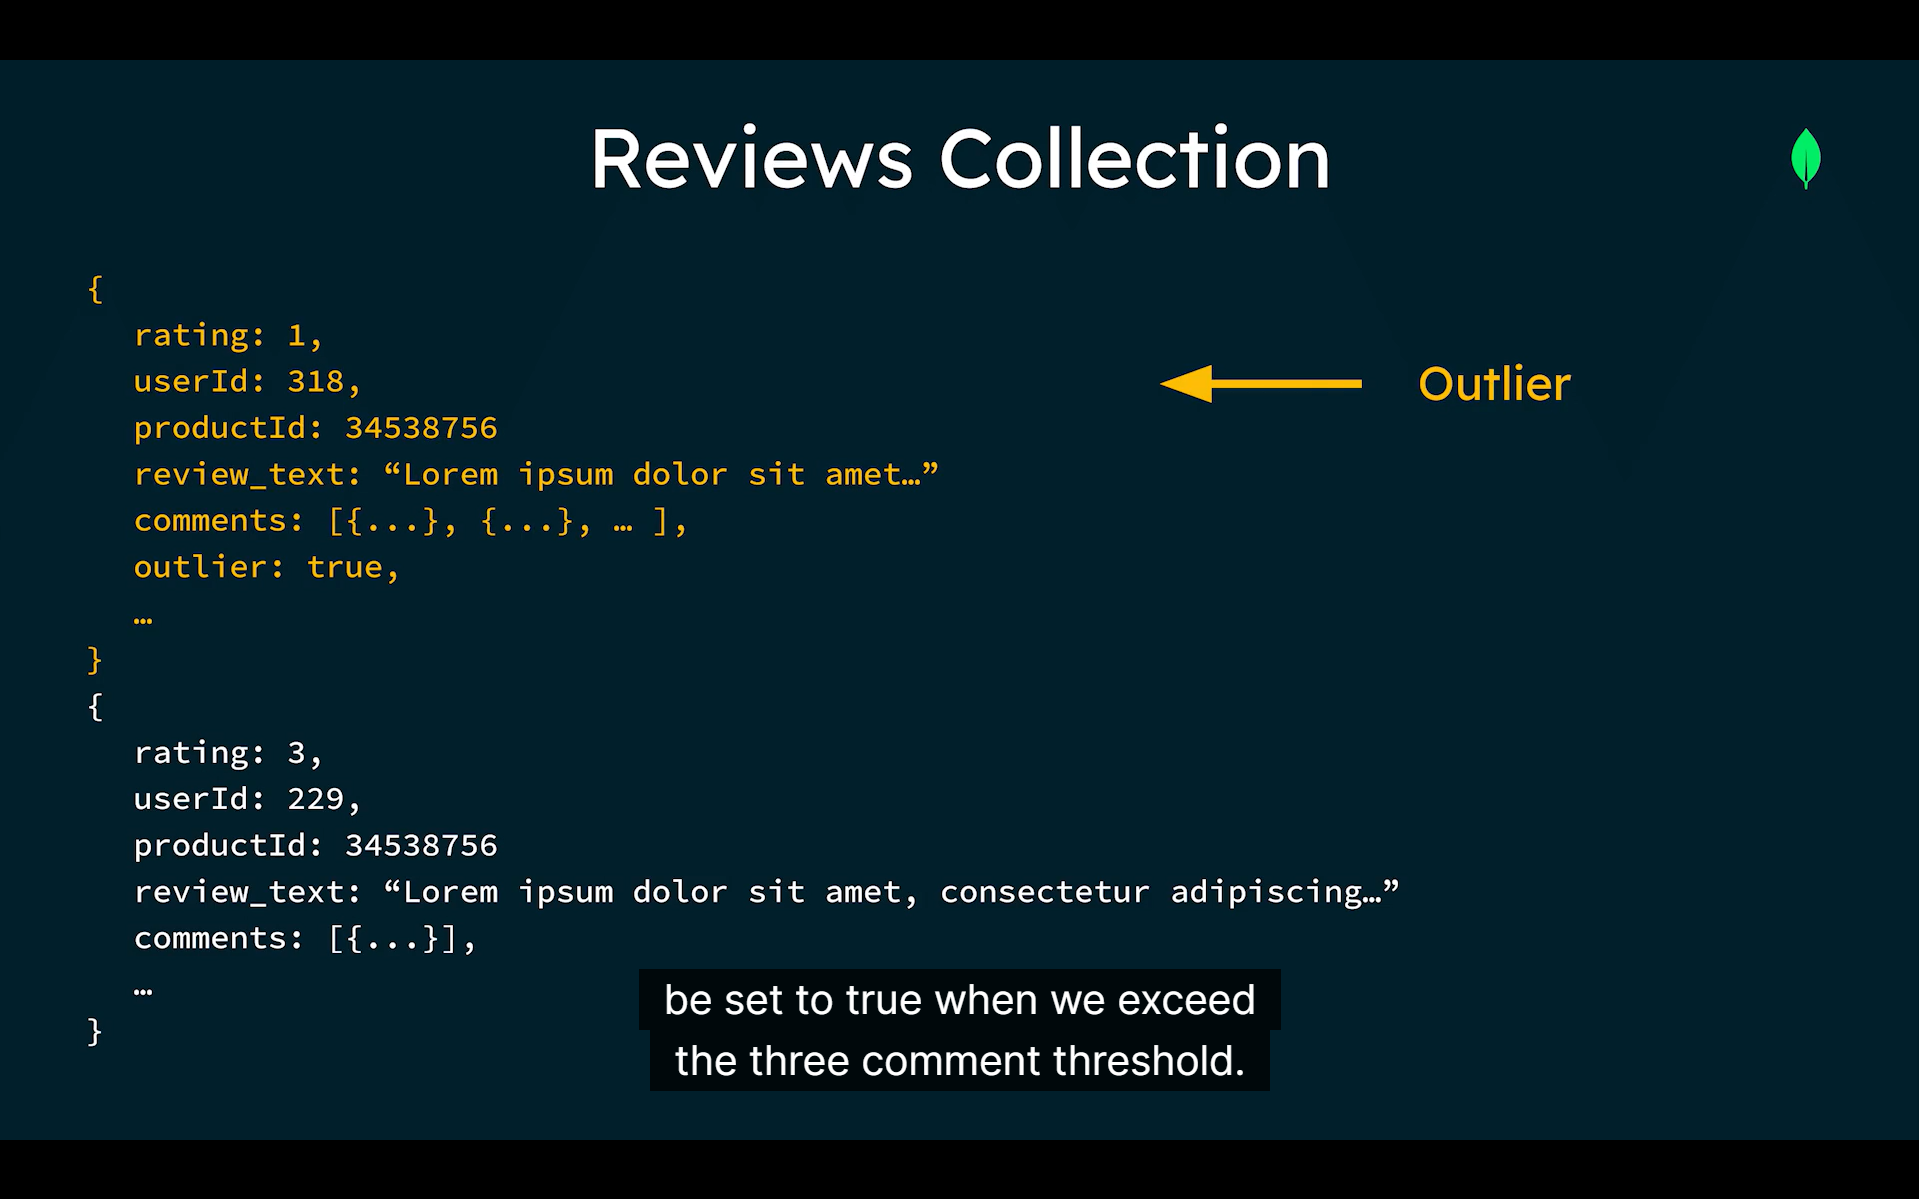 Reviews Collection
{
rating: 1,
userId: 318,
Outlier
productId: 34538756
review_text: “Lorem ipsum dolor sit amet…”
comments: [{...}, {...}, … ],
outlier: true,
…
}
{
rating: 3,
userId: 229,
productId: 34538756
review_text: “Lorem ipsum dolor sit amet, consectetur adipiscing…”
comments: [{...}],
…
}
be set to true when we exceed
the three comment threshold.